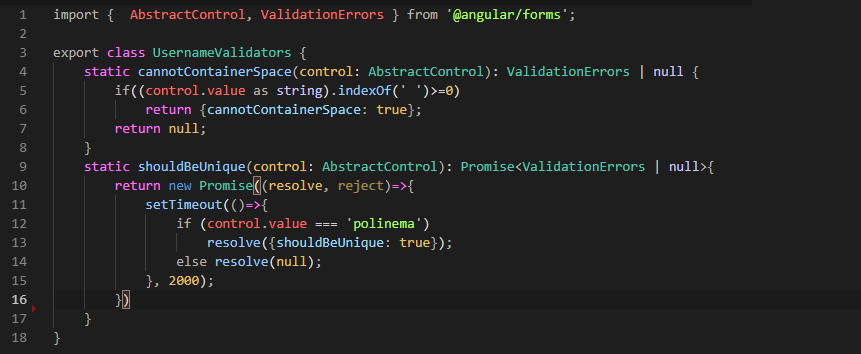 1 import {  AbstractControl, ValidationErrors } from '@angular/forms';
2
3 export class UsernameValidators {
4     static cannotContainerSpace(control: AbstractControl): ValidationErrors | null {
5         if((control.value as string).indexOf(' ')>=0)
6             return {cannotContainerSpace: true};
7         return null;
8     }
9     static shouldBeUnique(control: AbstractControl): Promise<ValidationErrors | null>{
10         return new Promise((resolve, reject)=>{
11             setTimeout(()=>{
12                 if (control.value === 'polinema')
13                     resolve({shouldBeUnique: true});
14                 else resolve(null);
15             }, 2000);
16         })
17     }
18 }